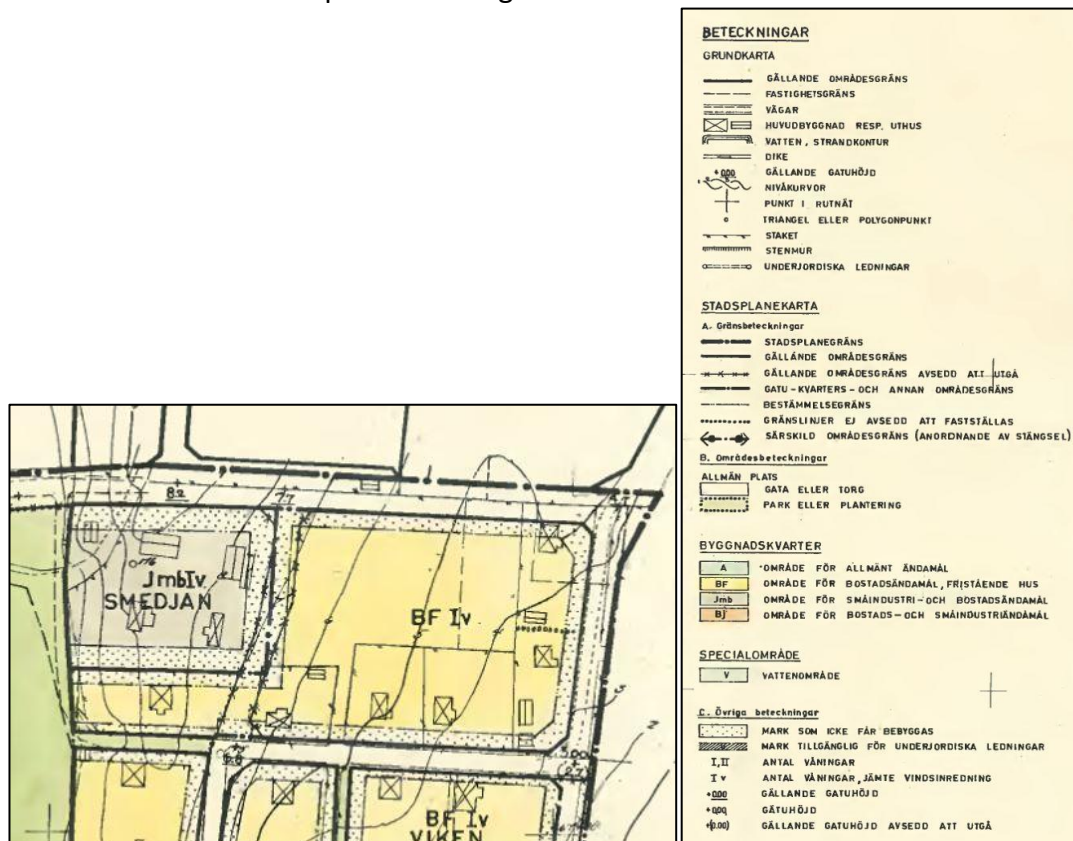 BETECKNINGAR
GRUNDKARTA
GÄLLANDE OMRÅDESGRÄNS
FASTIGHETSGRÄNS
VÄGAR
HUVUDBYGGNAD RESP. UTHUS
VATTEN, STRANDKONTUR
DIKE
+0.00 GÄLLANDE GATUHÖJD
NIVÅKURVOR
PUNKT I RUTNÄT
TRIANGEL ELLER POLYGONPUNKT
STAKET
STENMUR
UNDERJORDISKA LEDNINGAR
STADSPLANEKARTA
A. Gränsbeteckningar
STADSPLANEGRÄNS
GÄLLANDE OMRÅDESGRÄNS
GÄLLANDE OMRÅDESGRÄNS AVSEDD ATT UTGÅ
GATU-KVARTERS-OCH ANNAN OMRÅDESGRÄNS
BESTÄMMELSEGRÄNS
GRÄNSLINJER EJ AVSEDD ATT FASTSTÄLLAS
SÄRSKILD OMRÅDESGRÄNS (ANORDNANDE AV STÄNGSEL)
B. Områdesbeteckningar
ALLMÄN PLATS
GATA ELLER TORG
PARK ELLER PLANTERING
BYGGNADSKVARTER
A OMRÅDE FÖR ALLMÄNT ÄNDAMÅL
BF OMRÅDE FÖR BOSTADSÄNDAMÅL, FRISTÅENDE HUS
Jmb OMRÅDE FÖR SMÅINDUSTRI-OCH BOSTADSÄNDAMÅL
Bj OMRÅDE FÖR BOSTADS-OCH SMÅINDUSTRIÄNDAMÅL
SPECIALOMRÅDE
V VATTENOMRÅDE
C. Övriga beteckningar
MARK SOM ICKE FÅR BEBYGGAS
MARK TILLGÄNGLIG FÖR UNDERJORDISKA LEDNINGAR
I,II ANTAL VÅNINGAR
I v ANTAL VÅNINGAR, JÄMTE VINDSINREDNING
+0.00 GÄLLANDE GATUHÖJD
+0.00 GATUHÖJD
+(0.00) GÄLLANDE GATUHÖJD AVSEDD ATT UTGÅ
8.2
7.7
JmbIv
SMEDJAN
BF Iv
BF Iv
VIKEN